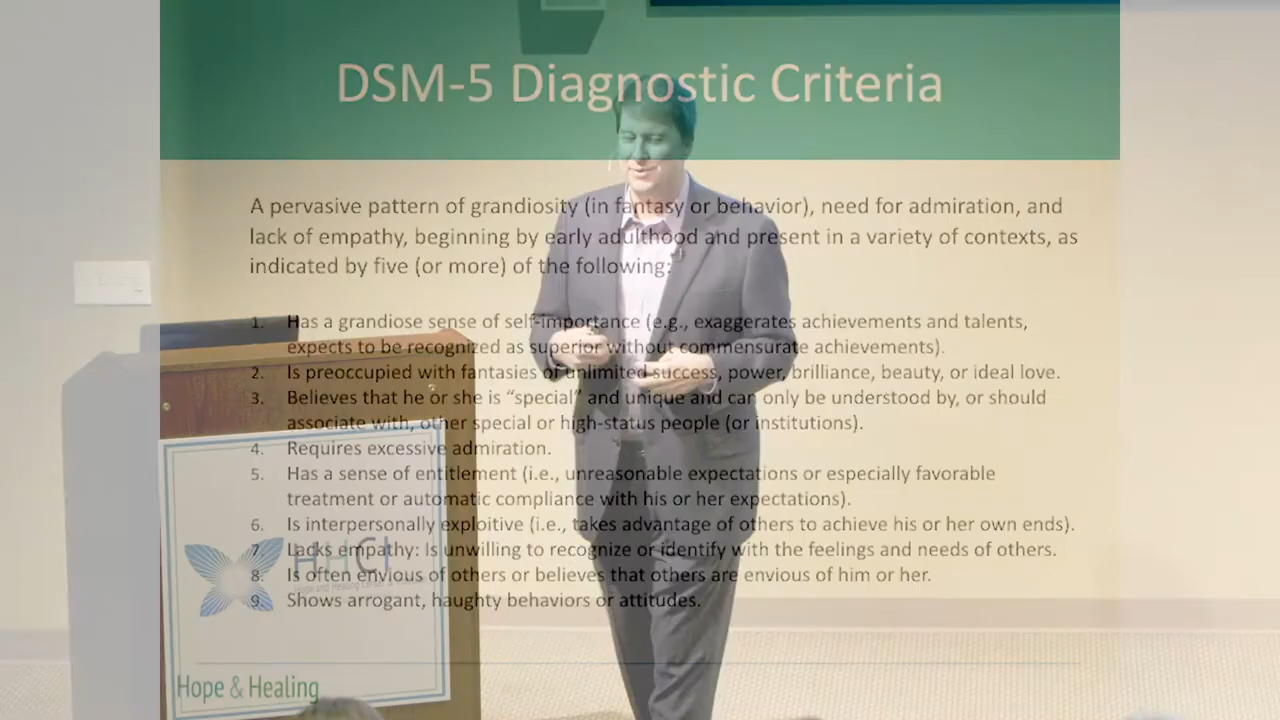 DSM-5 Diagnostic Criteria
A pervasive pattern of grandiosity (in fantasy or behavior), need for admiration, and
lack of empathy, beginning by early adulthood and present in a variety of contexts, as
indicated by five (or more) of the following:
1. Has a grandiose sense of self-importance (e.g., exaggerates achievements and talents,
expects to be recognized as superior without commensurate achievements).
2. Is preoccupied with fantasies of unlimited success, power, brilliance, beauty, or ideal love.
3. Believes that he or she is “special” and unique and can only be understood by, or should
associate with, other special or high-status people (or institutions).
4. Requires excessive admiration.
5. Has a sense of entitlement (i.e., unreasonable expectations or especially favorable
treatment or automatic compliance with his or her expectations).
6. Is interpersonally exploitive (i.e., takes advantage of others to achieve his or her own ends).
7. Lacks empathy: Is unwilling to recognize or identify with the feelings and needs of others.
8. Is often envious of others or believes that others are envious of him or her.
9. Shows arrogant, haughty behaviors or attitudes.
HHCI
Hope and Healing Center
Hope & Healing